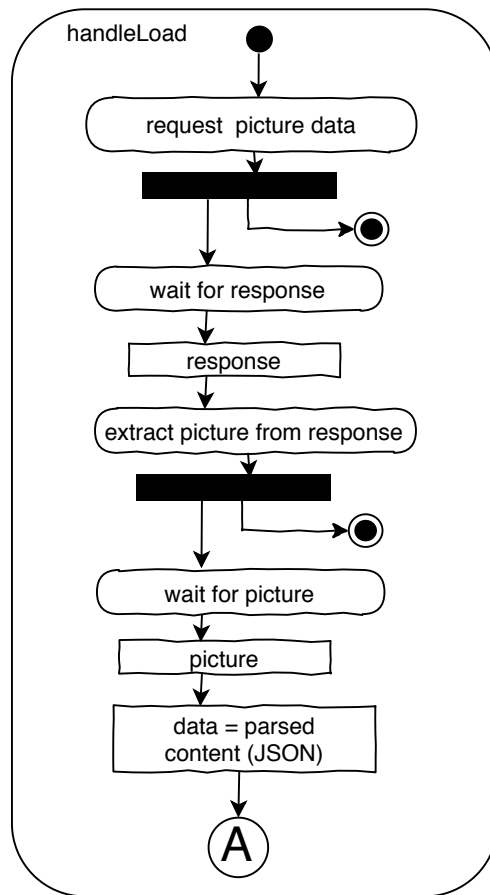 handleLoad
request picture data
wait for response
response
extract picture from response
wait for picture
picture
data = parsed
content (JSON)
A